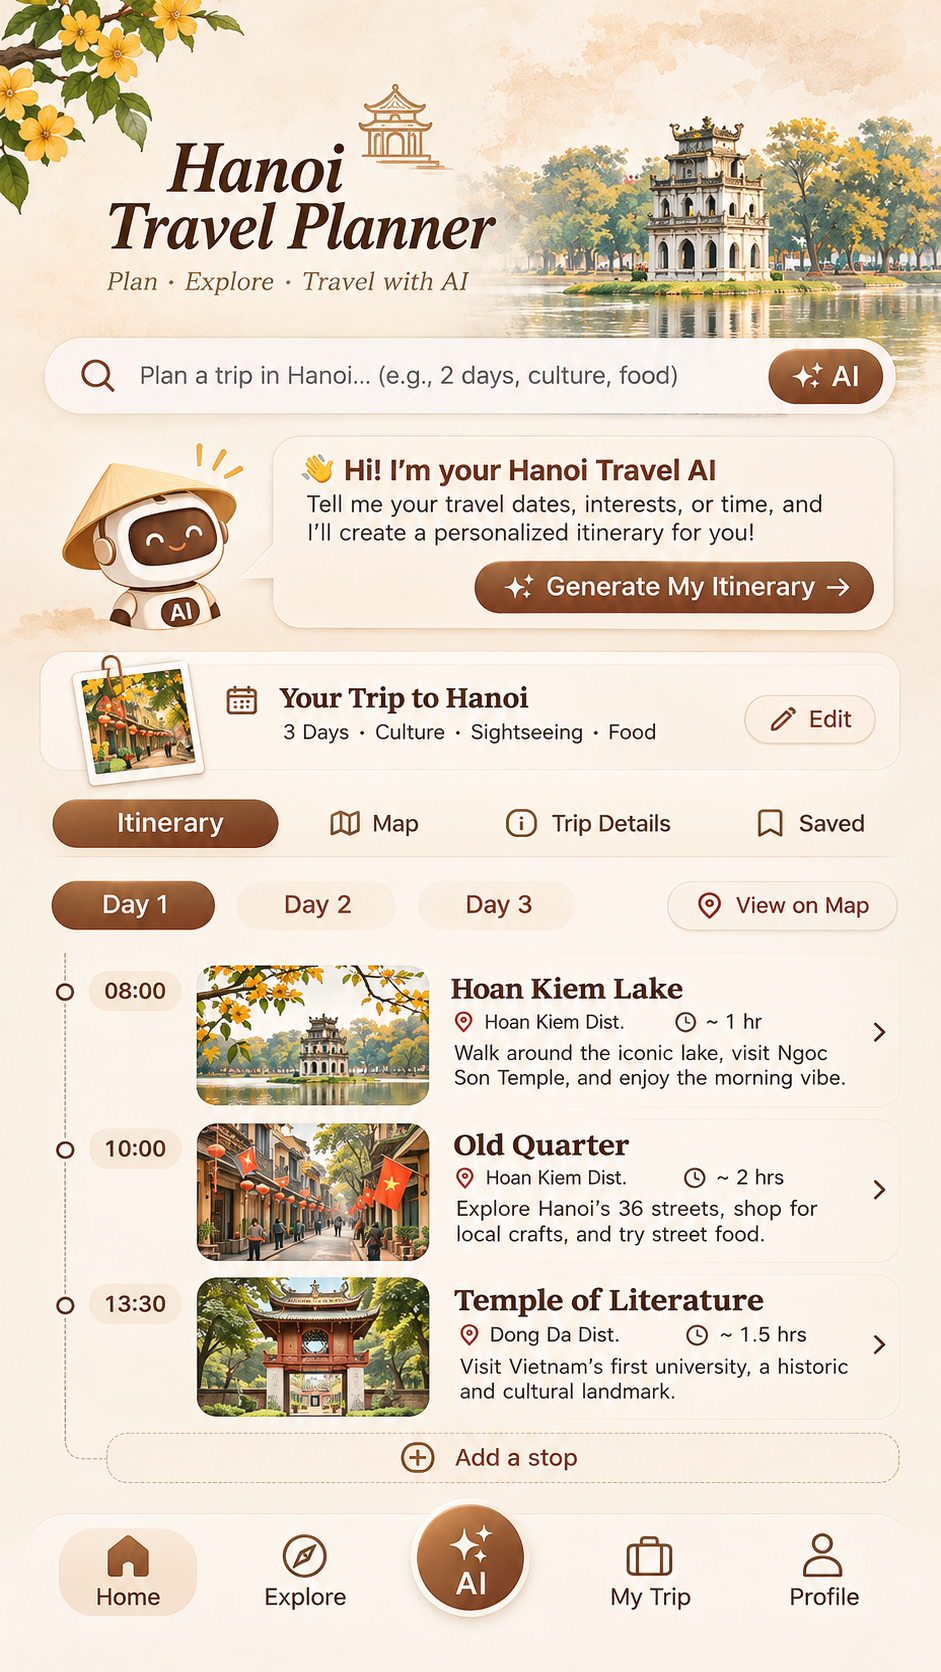 Hanoi
Travel Planner
Plan · Explore · Travel with AI
Plan a trip in Hanoi... (e.g., 2 days, culture, food)
AI
👋 Hi! I'm your Hanoi Travel AI
Tell me your travel dates, interests, or time, and
I'll create a personalized itinerary for you!
Generate My Itinerary →
AI
Your Trip to Hanoi
3 Days · Culture · Sightseeing · Food
Edit
Itinerary
Map
Trip Details
Saved
Day 1
Day 2
Day 3
View on Map
08:00
Hoan Kiem Lake
Hoan Kiem Dist.
~ 1 hr
Walk around the iconic lake, visit Ngoc
Son Temple, and enjoy the morning vibe.
10:00
Old Quarter
Hoan Kiem Dist.
~ 2 hrs
Explore Hanoi's 36 streets, shop for
local crafts, and try street food.
13:30
Temple of Literature
Dong Da Dist.
~ 1.5 hrs
Visit Vietnam's first university, a historic
and cultural landmark.
Add a stop
Home
Explore
AI
My Trip
Profile